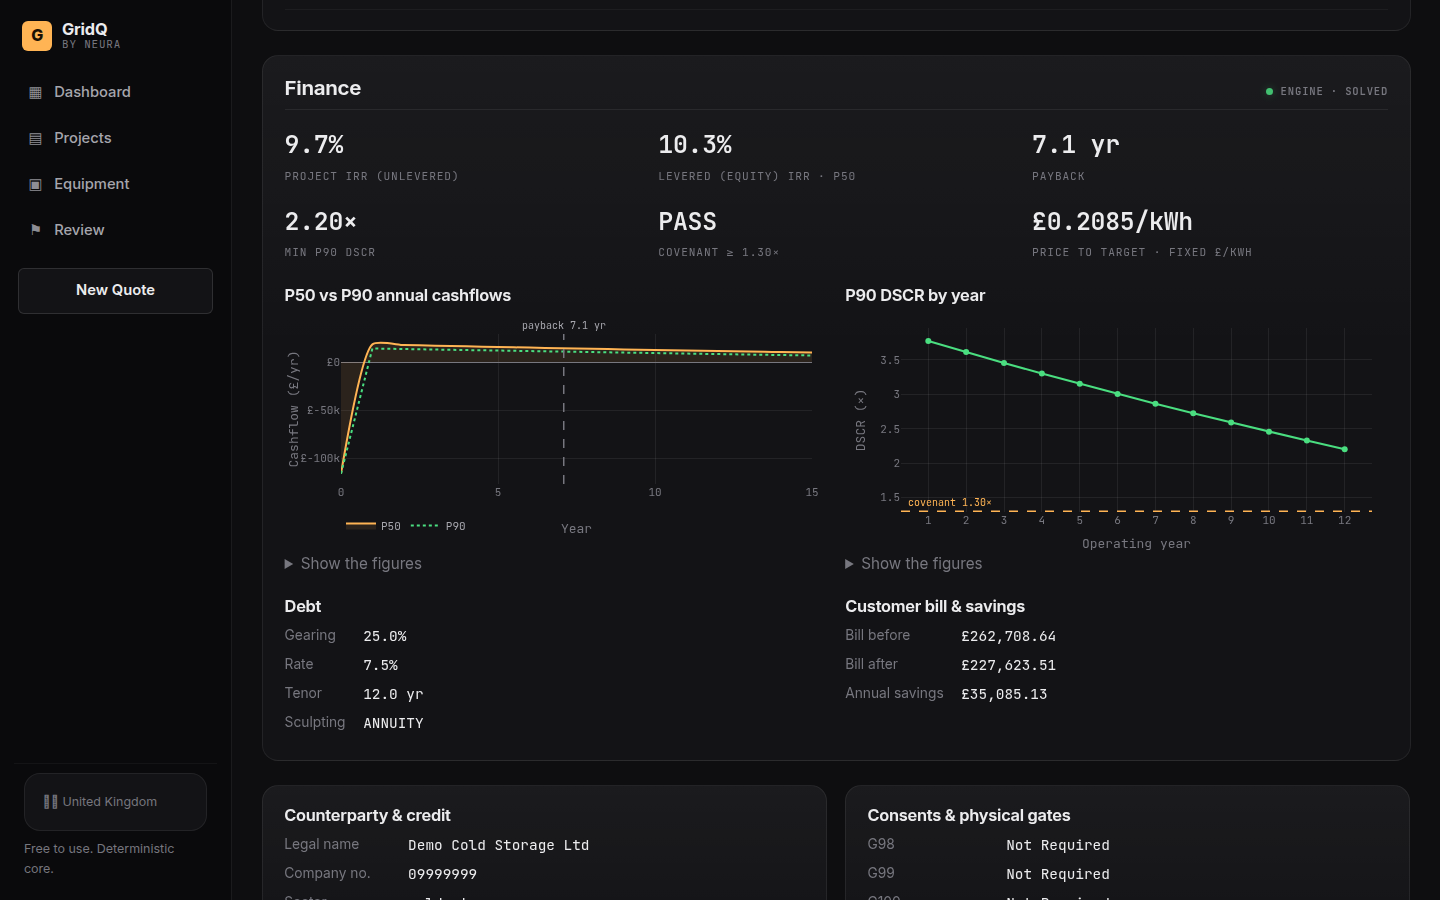 GridQ
BY NEURA
Dashboard
Projects
Equipment
Review
New Quote
United Kingdom
Free to use. Deterministic
core.
Finance
ENGINE · SOLVED
9.7%
PROJECT IRR (UNLEVERED)
10.3%
LEVERED (EQUITY) IRR · P50
7.1 yr
PAYBACK
2.20×
MIN P90 DSCR
PASS
COVENANT ≥ 1.30×
£0.2085/kWh
PRICE TO TARGET · FIXED £/KWH
P50 vs P90 annual cashflows
payback 7.1 yr
Cashflow (£/yr)
£0
£-50k
£-100k
0 5 10 15
P50 P90
Year
Show the figures
P90 DSCR by year
DSCR (×)
3.5
3
2.5
2
1.5
covenant 1.30×
1 2 3 4 5 6 7 8 9 10 11 12
Operating year
Show the figures
Debt
Gearing 25.0%
Rate 7.5%
Tenor 12.0 yr
Sculpting ANNUITY
Customer bill & savings
Bill before £262,708.64
Bill after £227,623.51
Annual savings £35,085.13
Counterparty & credit
Legal name Demo Cold Storage Ltd
Company no. 09999999
Consents & physical gates
G98 Not Required
G99 Not Required